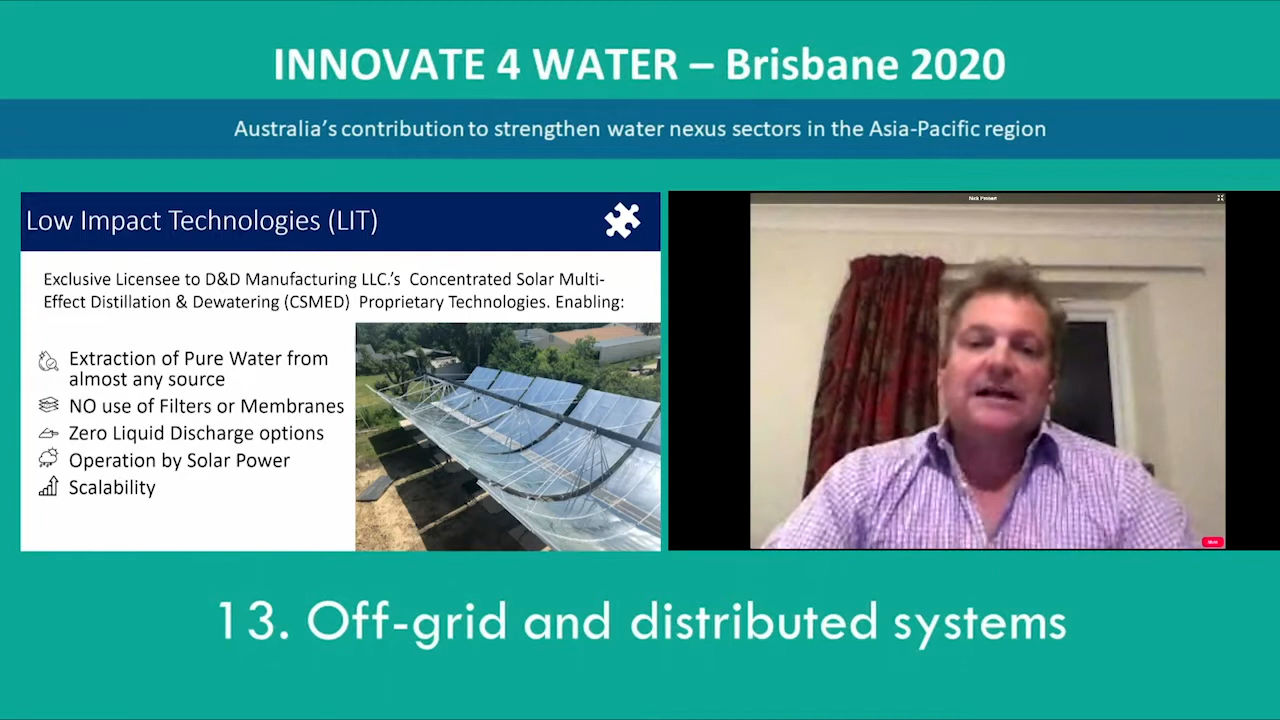 INNOVATE 4 WATER – Brisbane 2020
Australia's contribution to strengthen water nexus sectors in the Asia-Pacific region
Low Impact Technologies (LIT)
Exclusive Licensee to D&D Manufacturing LLC.'s Concentrated Solar Multi-
Effect Distillation & Dewatering (CSMED) Proprietary Technologies. Enabling:
Extraction of Pure Water from
almost any source
NO use of Filters or Membranes
Zero Liquid Discharge options
Operation by Solar Power
Scalability
13. Off-grid and distributed systems